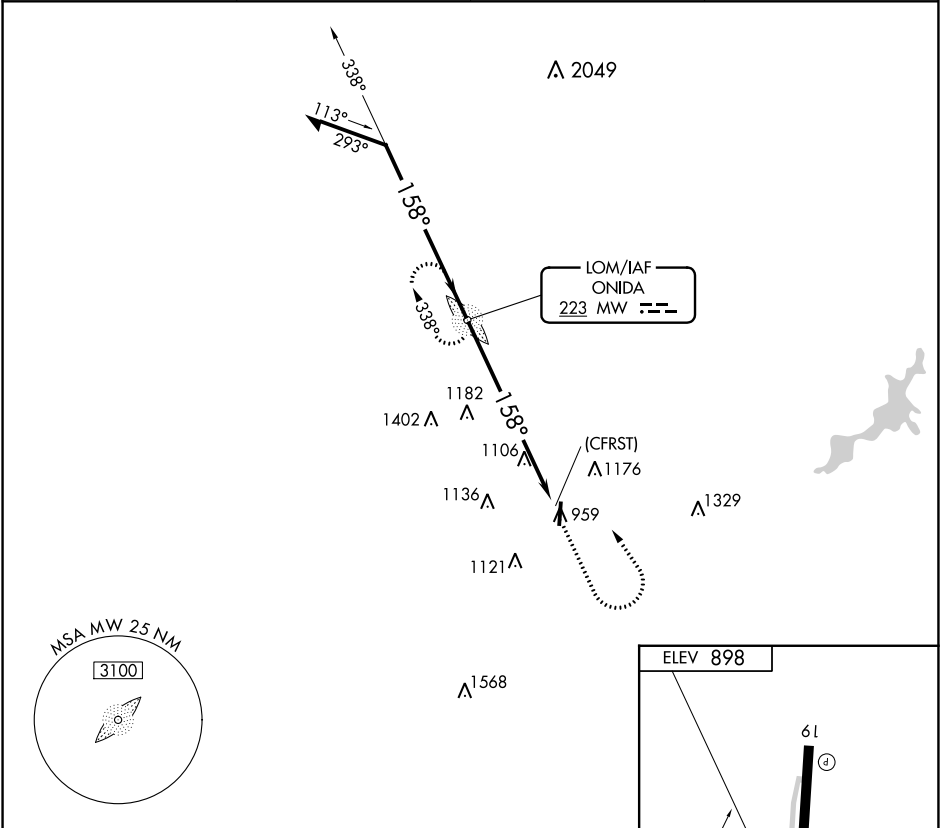 338°
2049
113°
293°
158°
LOM/IAF
ONIDA
223 MW
338°
1182
1402
158°
(CFRST)
1106
1176
1136
1329
959
1121
MSA MW 25 NM
3100
1568
ELEV 898
19
P